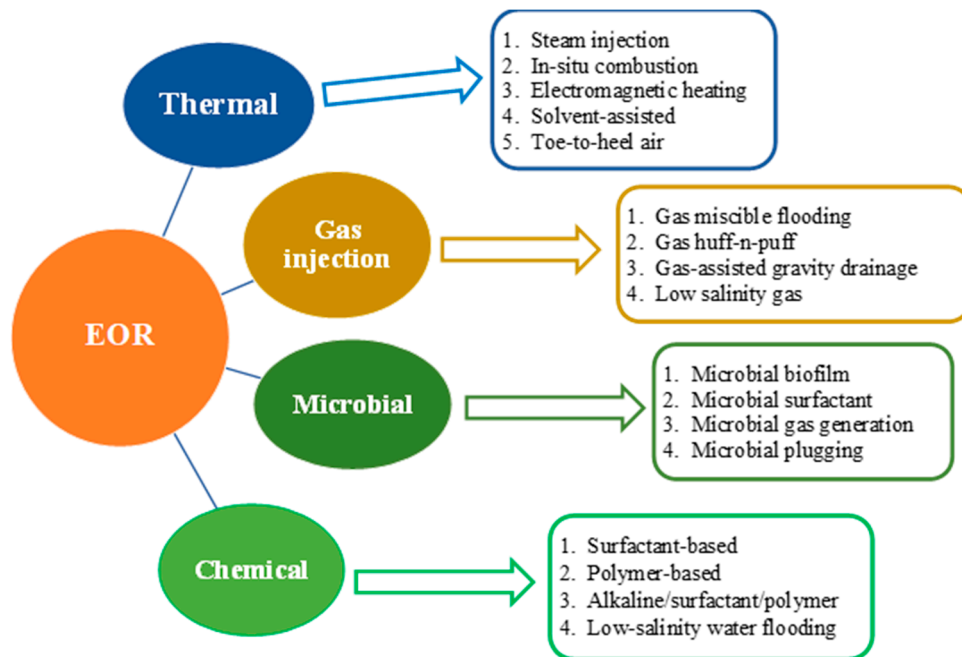 EOR
Thermal
1. Steam injection
2. In-situ combustion
3. Electromagnetic heating
4. Solvent-assisted
5. Toe-to-heel air
Gas
injection
1. Gas miscible flooding
2. Gas huff-n-puff
3. Gas-assisted gravity drainage
4. Low salinity gas
Microbial
1. Microbial biofilm
2. Microbial surfactant
3. Microbial gas generation
4. Microbial plugging
Chemical
1. Surfactant-based
2. Polymer-based
3. Alkaline/surfactant/polymer
4. Low-salinity water flooding